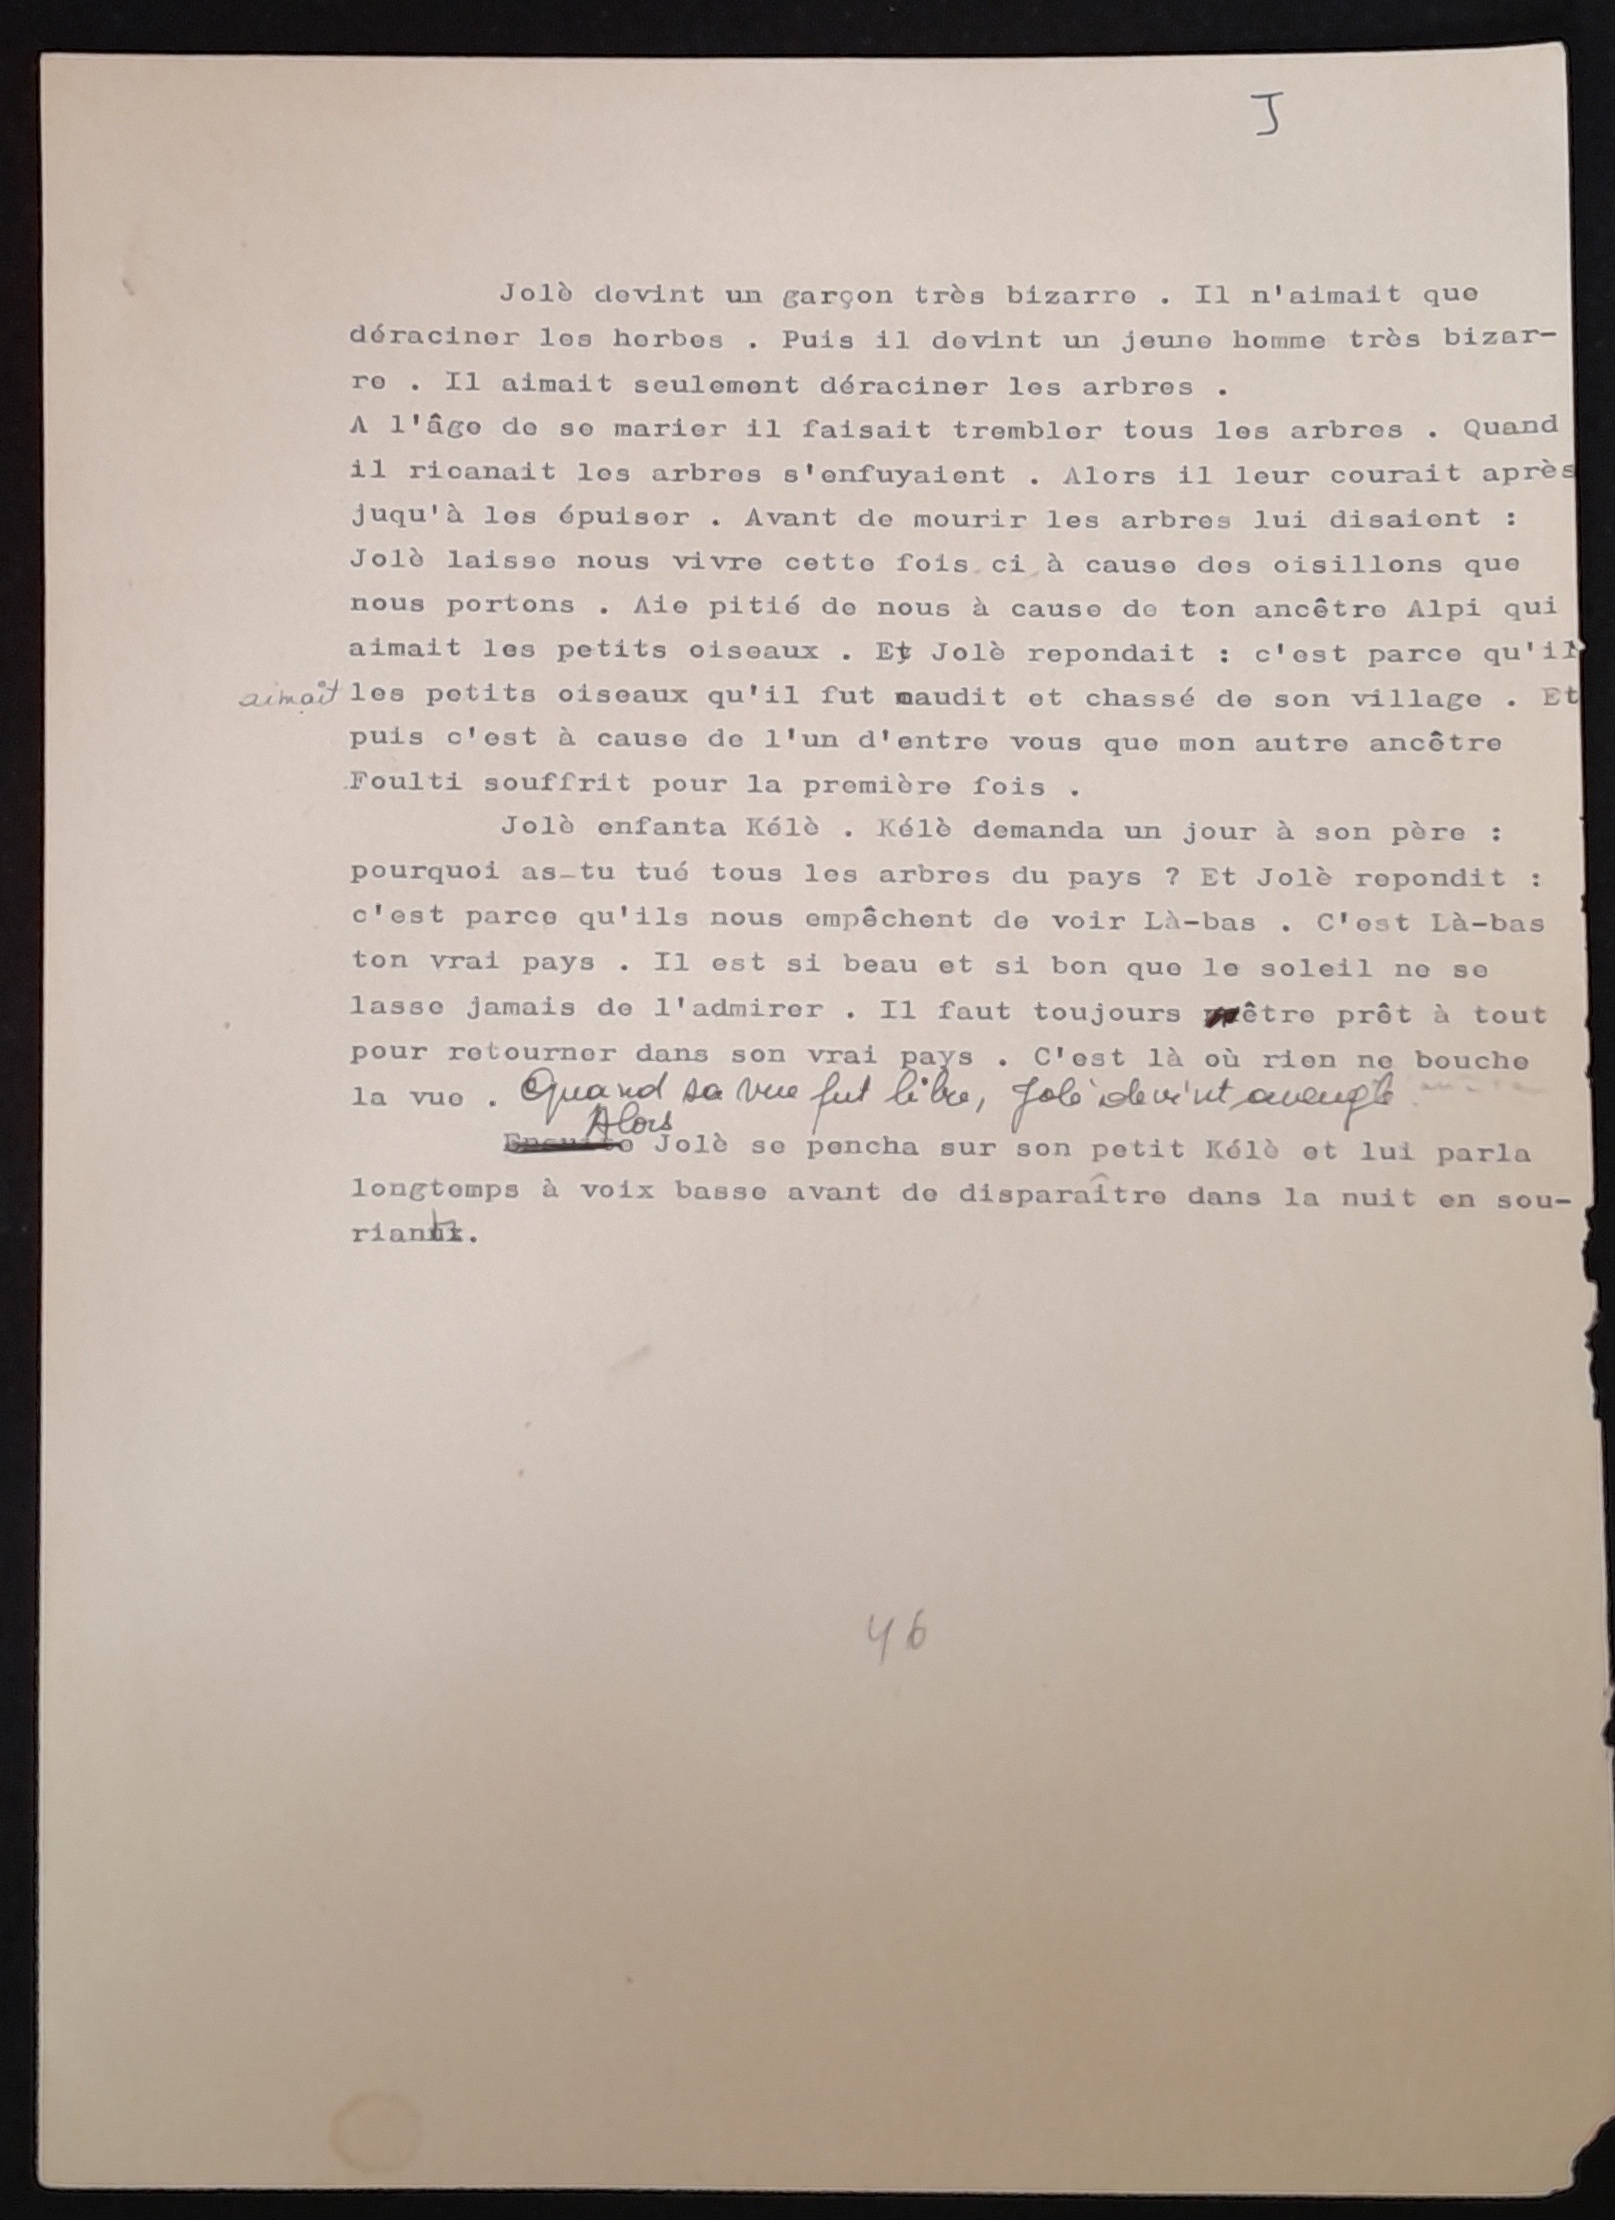 J
Jolè devint un garçon très bizarre . Il n'aimait que
déraciner les herbes . Puis il devint un jeune homme très bizar-
re . Il aimait seulement déraciner les arbres .
A l'âge de se marier il faisait trembler tous les arbres . Quand
il ricanait les arbres s'enfuyaient . Alors il leur courait après
juqu'à les épuiser . Avant de mourir les arbres lui disaient :
Jolè laisse nous vivre cette fois ci à cause des oisillons que
nous portons . Aie pitié de nous à cause de ton ancêtre Alpi qui
aimait les petits oiseaux . Et Jolè repondait : c'est parce qu'il
aimait les petits oiseaux qu'il fut maudit et chassé de son village . Et
puis c'est à cause de l'un d'entre vous que mon autre ancêtre
Foulti souffrit pour la première fois .
Jolè enfanta Kélè . Kélè demanda un jour à son père :
pourquoi as-tu tué tous les arbres du pays ? Et Jolè repondit :
c'est parce qu'ils nous empêchent de voir Là-bas . C'est Là-bas
ton vrai pays . Il est si beau et si bon que le soleil ne se
lasse jamais de l'admirer . Il faut toujours être prêt à tout
pour retourner dans son vrai pays . C'est là où rien ne bouche
la vue . Quand sa vue fut libre, Jolè devint aveugle
Alors
Ensuite Jolè se pencha sur son petit Kélè et lui parla
longtemps à voix basse avant de disparaître dans la nuit en sou-
riant.
46